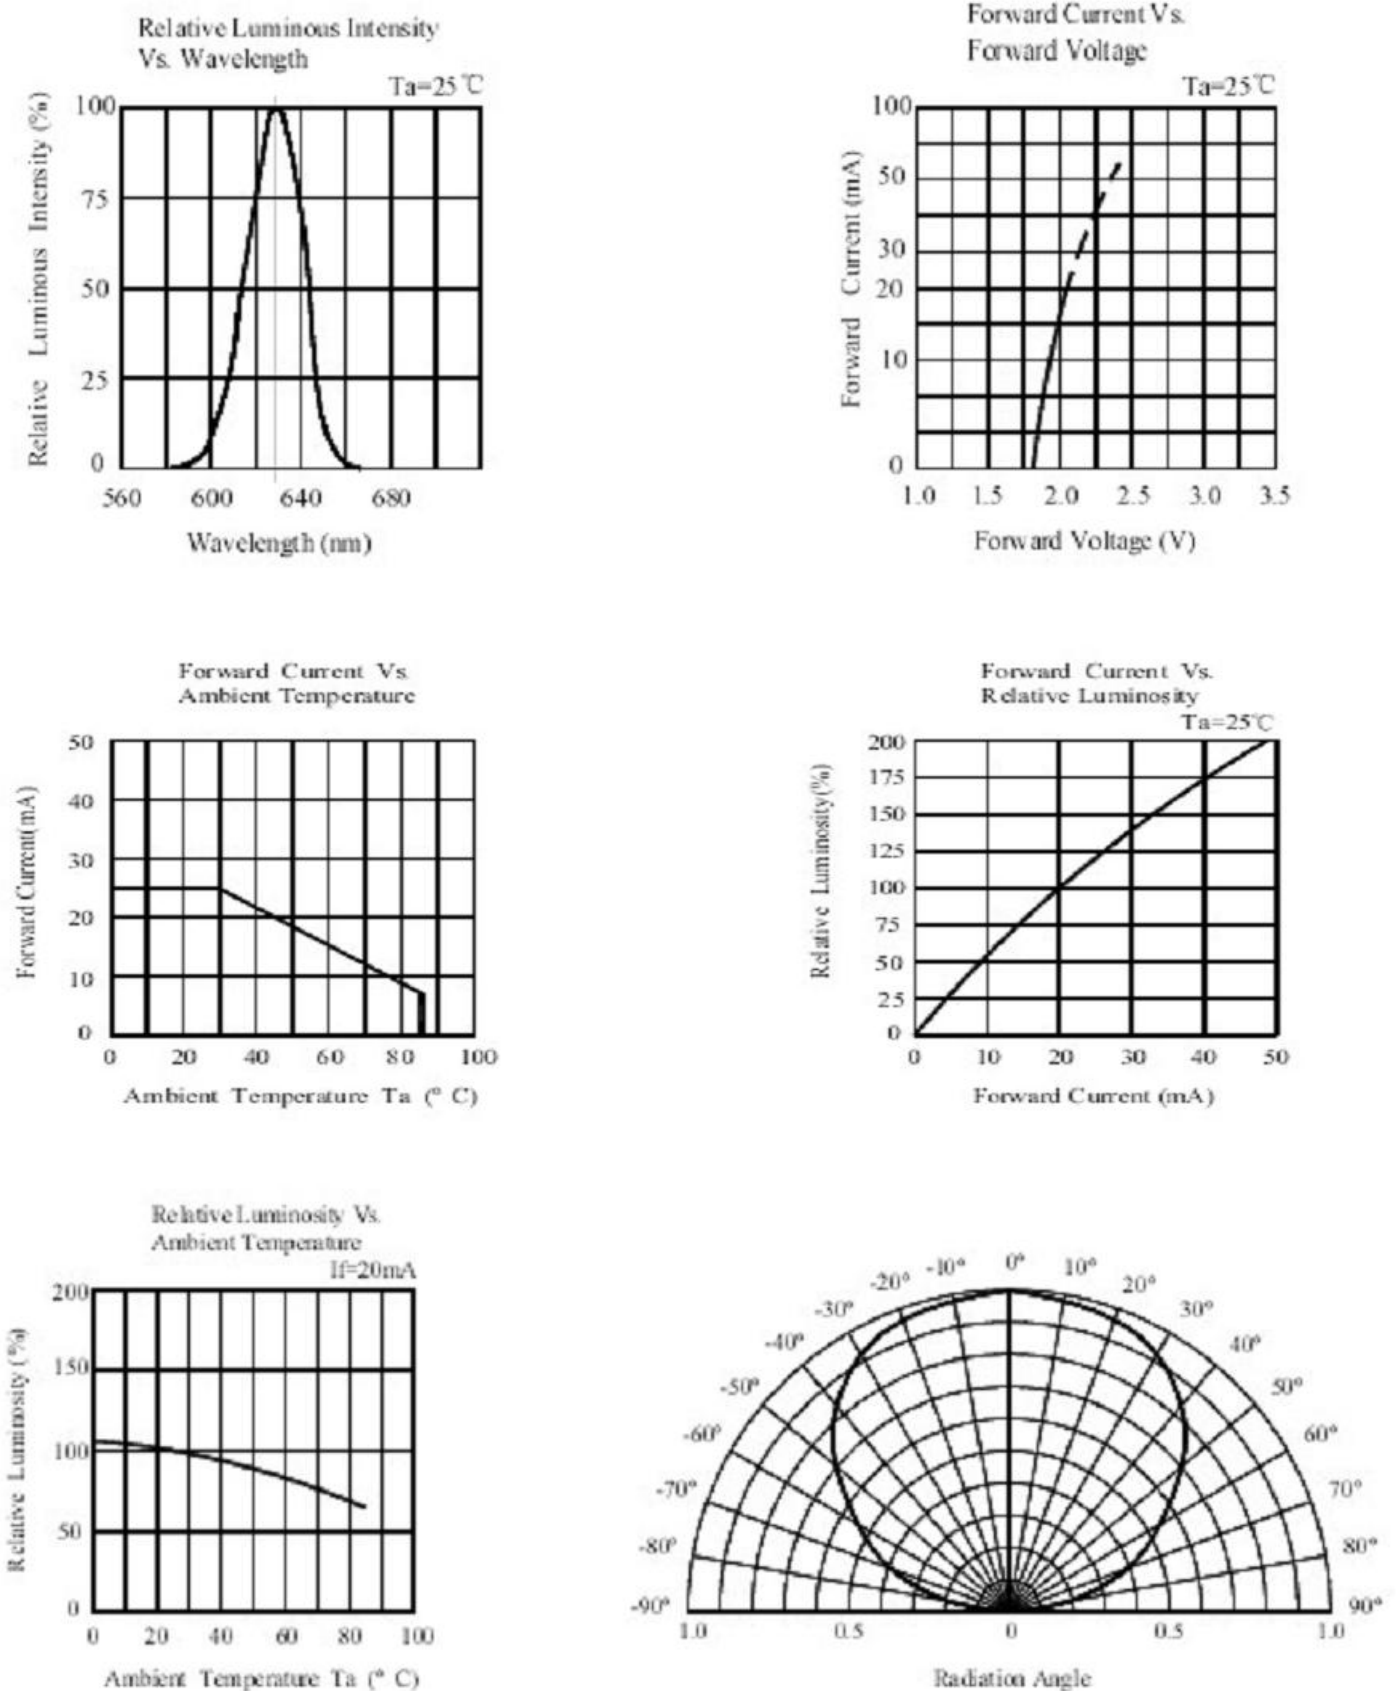 Relative Luminous Intensity
Vs. Wavelength
Ta=25℃
Relative Luminous Intensity (%)
100
75
50
25
0
560 600 640 680
Wavelength (nm)
Forward Current Vs.
Forward Voltage
Ta=25℃
Forward Current (mA)
100
50
30
20
10
0
1.0 1.5 2.0 2.5 3.0 3.5
Forward Voltage (V)
Forward Current Vs.
Ambient Temperature
Forward Current(mA)
50
40
30
20
10
0
0 20 40 60 80 100
Ambient Temperature Ta (° C)
Forward Current Vs.
Relative Luminosity
Ta=25℃
Relative Luminosity(%)
200
175
150
125
100
75
50
25
0
0 10 20 30 40 50
Forward Current (mA)
Relative Luminosity Vs.
Ambient Temperature
If=20mA
Relative Luminosity (%)
200
150
100
50
0
0 20 40 60 80 100
Ambient Temperature Ta (° C)
-90° -80° -70° -60° -50° -40° -30° -20° -10° 0° 10° 20° 30° 40° 50° 60° 70° 80° 90°
1.0 0.5 0 0.5 1.0
Radiation Angle